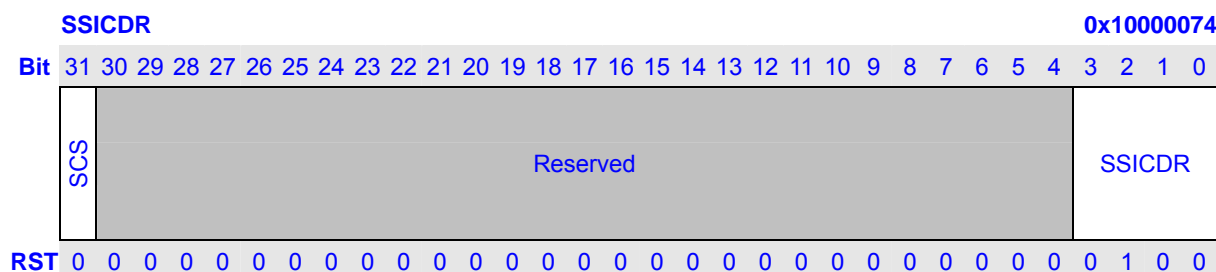 SSICDR 0x10000074
Bit 31 30 29 28 27 26 25 24 23 22 21 20 19 18 17 16 15 14 13 12 11 10 9 8 7 6 5 4 3 2 1 0
SCS Reserved SSICDR
RST 0 0 0 0 0 0 0 0 0 0 0 0 0 0 0 0 0 0 0 0 0 0 0 0 0 0 0 0 0 1 0 0